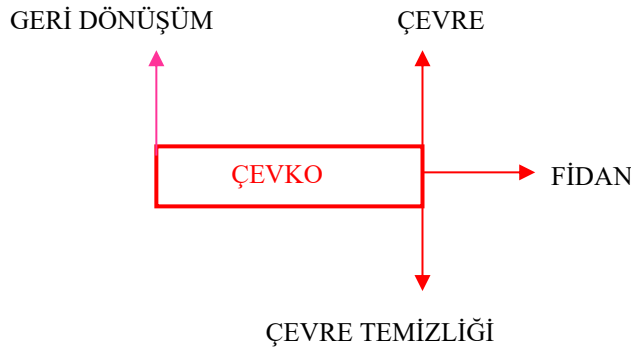 GERİ DÖNÜŞÜM
ÇEVRE
ÇEVKO
FİDAN
ÇEVRE TEMİZLİĞİ